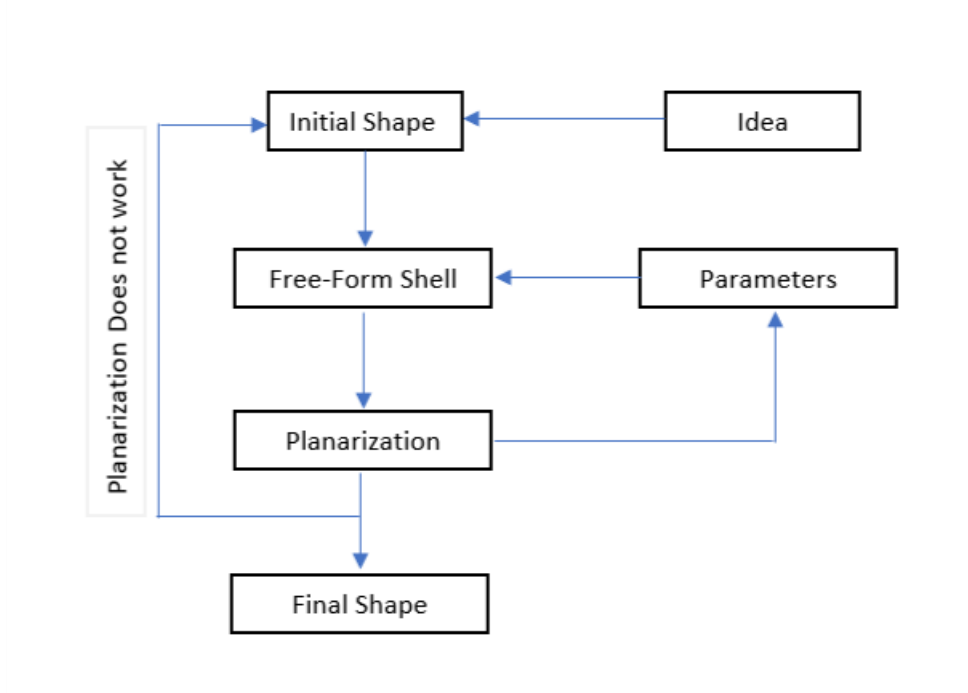 Initial Shape
Idea
Planarization Does not work
Free-Form Shell
Parameters
Planarization
Final Shape